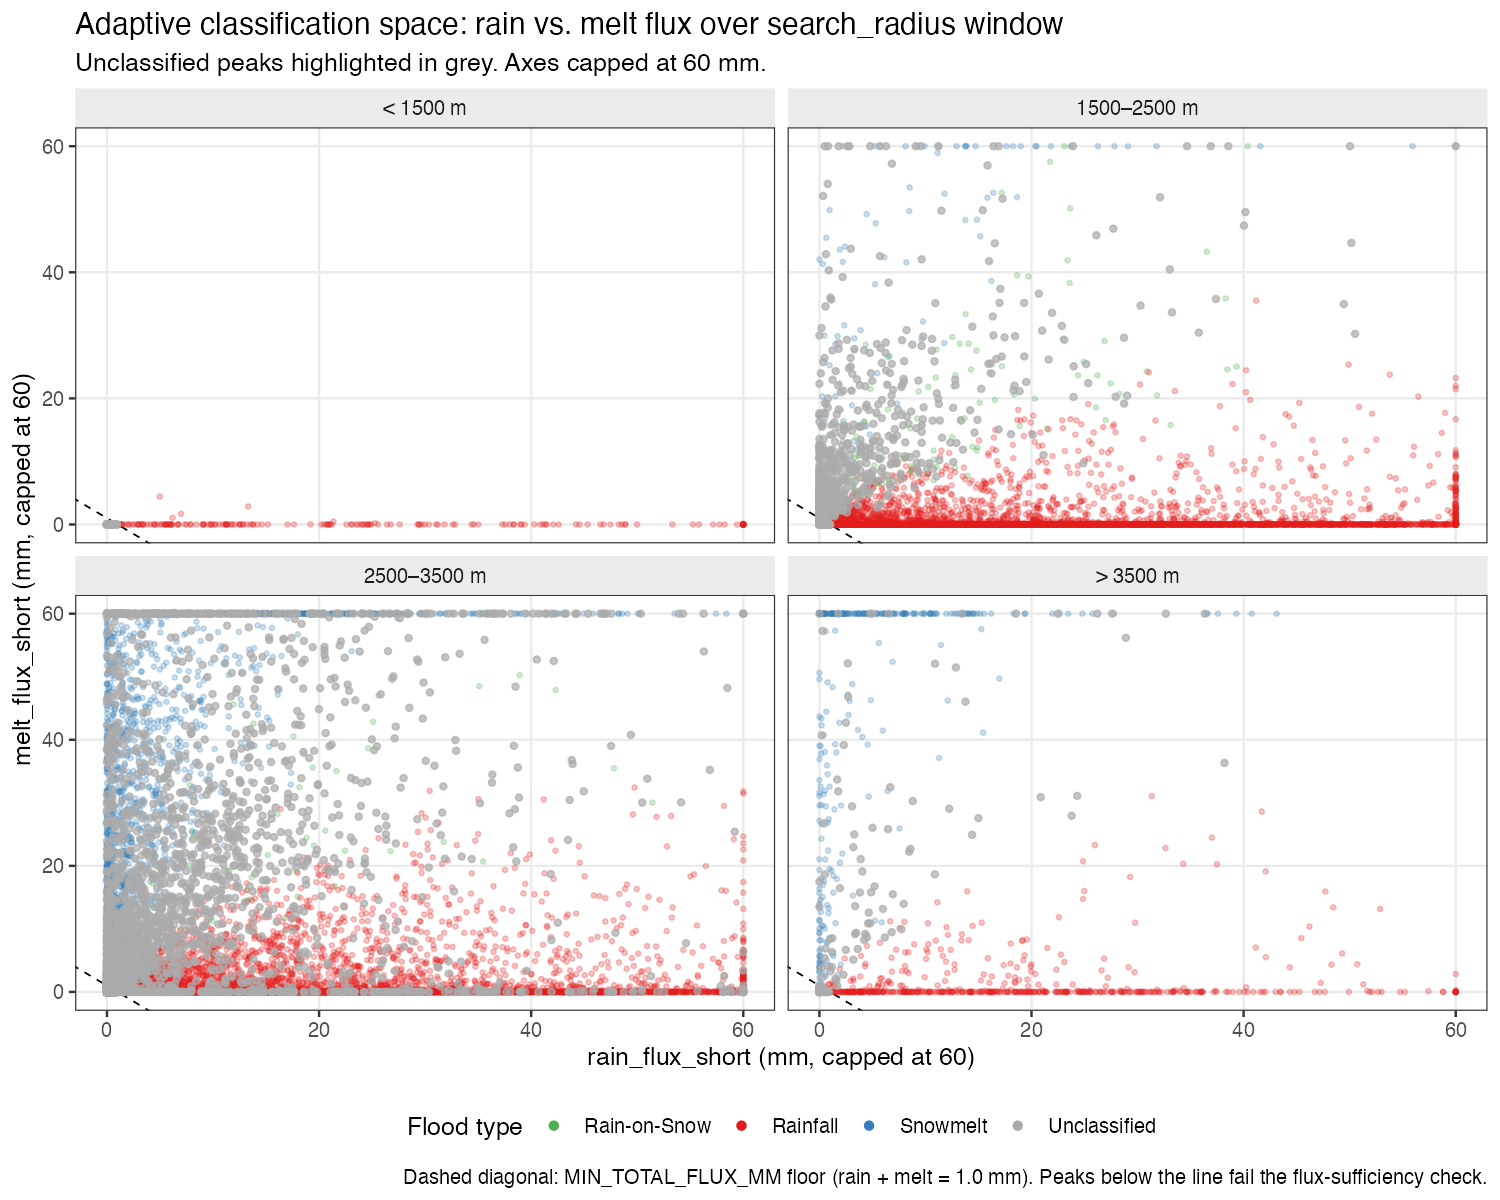 Adaptive classification space: rain vs. melt flux over search_radius window
Unclassified peaks highlighted in grey. Axes capped at 60 mm.
< 1500 m
1500–2500 m
60
40
20
0
2500–3500 m
> 3500 m
60
40
20
0
melt_flux_short (mm, capped at 60)
0 20 40 60
0 20 40 60
rain_flux_short (mm, capped at 60)
Flood type Rain-on-Snow Rainfall Snowmelt Unclassified
Dashed diagonal: MIN_TOTAL_FLUX_MM floor (rain + melt = 1.0 mm). Peaks below the line fail the flux-sufficiency check.